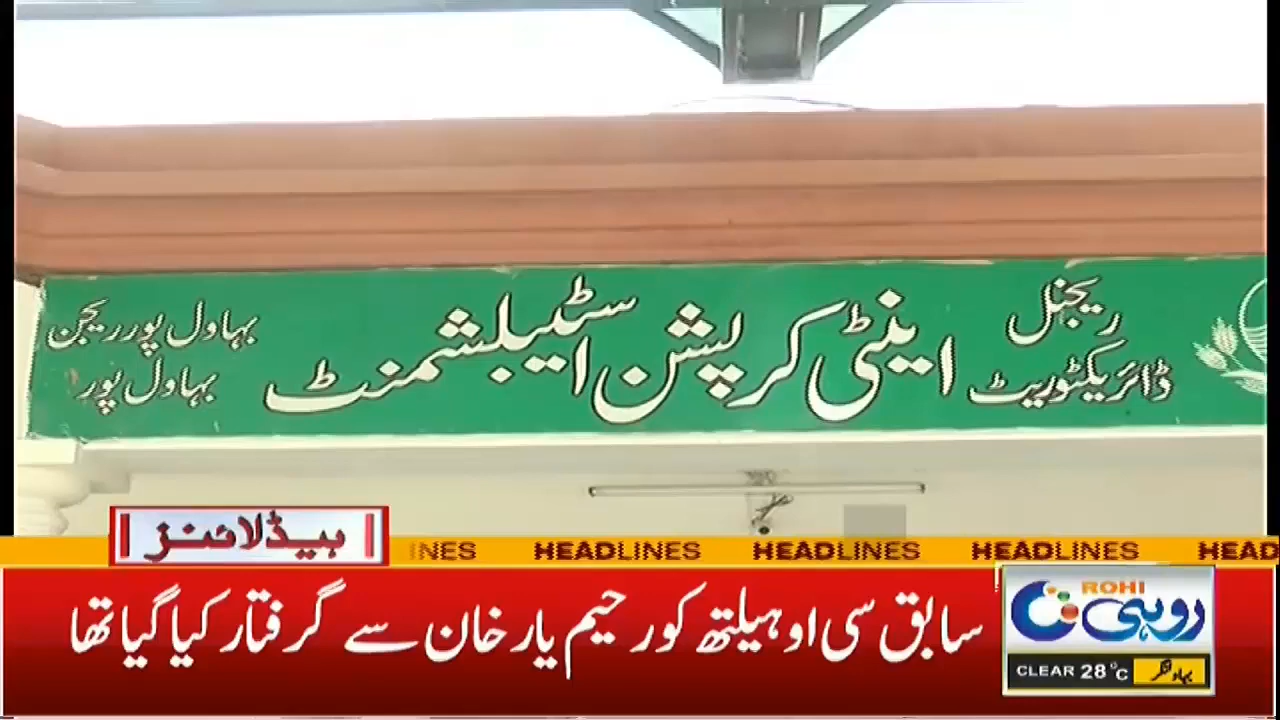 ریجنل
ڈائریکٹوریٹ
اینٹی کرپشن اسٹیبلشمنٹ
بہاول پور ریجن
بہاول پور
ہیڈلائنز
INES HEADLINES HEADLINES HEADLINES HEAD
سابق سی او ہیلتھ کو رحیم یار خان سے گرفتار کیا گیا تھا
ROHI
روہی
CLEAR 28°C
بہاولنگر